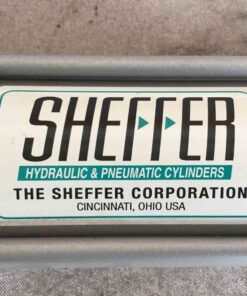 SHEFFER
HYDRAULIC & PNEUMATIC CYLINDERS
THE SHEFFER CORPORATION
CINCINNATI, OHIO USA